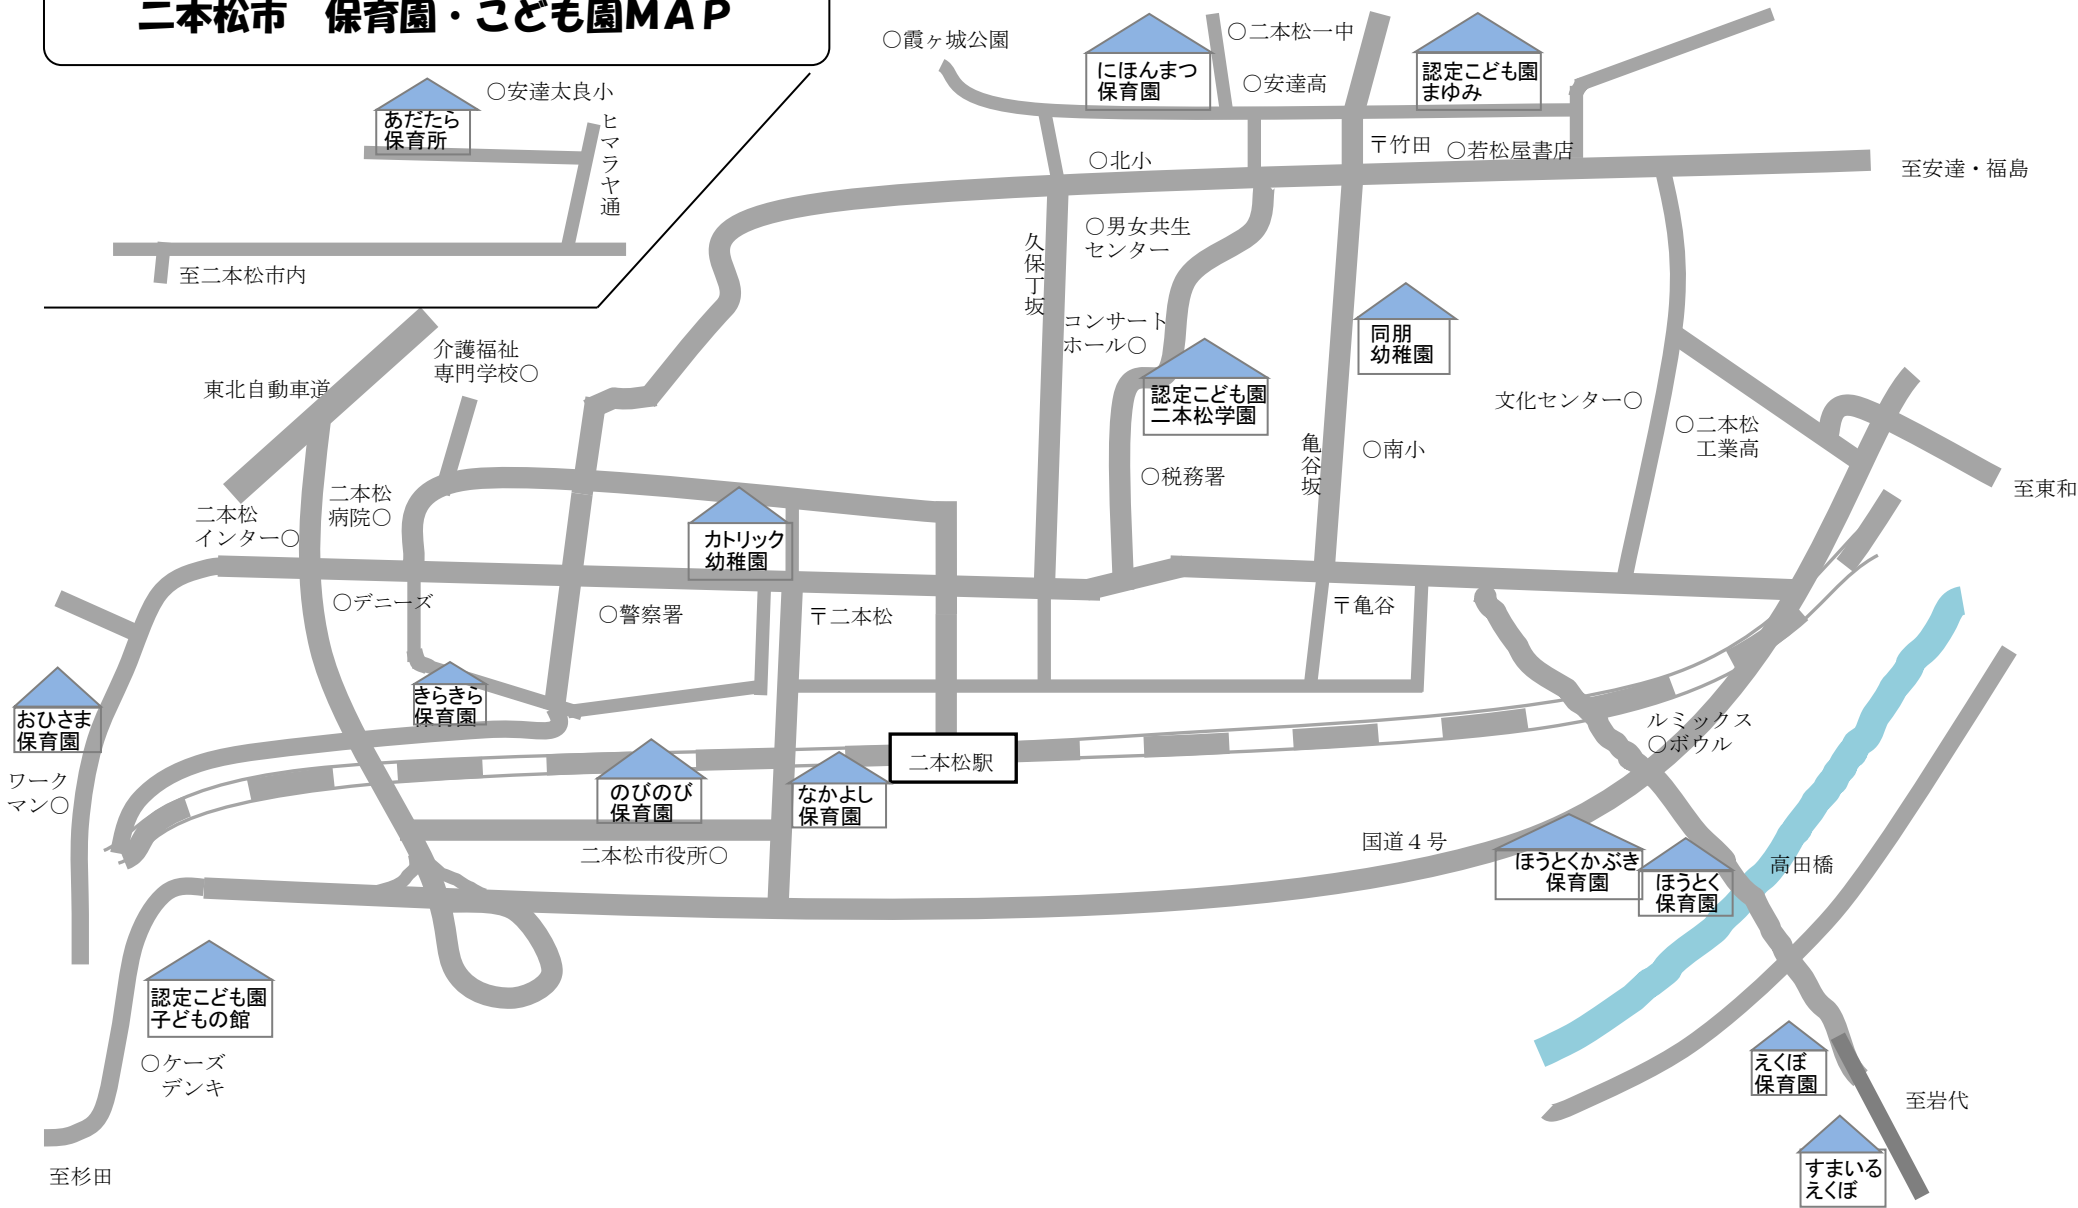 二本松市　保育園・こども園MAP
○安達太良小
あだたら
保育所
ヒマラヤ通
至二本松市内
○霞ヶ城公園
にほんまつ
保育園
○二本松一中
○安達高
認定こども園
まゆみ
〒竹田
○若松屋書店
○北小
至安達・福島
○男女共生
センター
久保丁坂
コンサート
ホール○
同朋
幼稚園
認定こども園
二本松学園
○税務署
亀谷坂
○南小
文化センター○
○二本松
工業高
至東和
介護福祉
専門学校○
東北自動車道
二本松
病院○
二本松
インター○
カトリック
幼稚園
○デニーズ
○警察署
〒二本松
〒亀谷
きらきら
保育園
おひさま
保育園
ワーク
マン○
ルミックス
○ボウル
二本松駅
のびのび
保育園
なかよし
保育園
二本松市役所○
国道４号
ほうとくかぶき
保育園
ほうとく
保育園
高田橋
認定こども園
子どもの館
○ケーズ
デンキ
えくぼ
保育園
至岩代
すまいる
えくぼ
至杉田